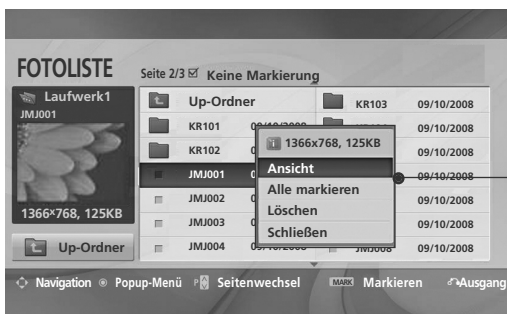 FOTOLISTE
Seite 2/3 Keine Markierung
Laufwerk1
JMJ001
1366x768, 125KB
Up-Ordner
Up-Ordner
KR101
KR102
JMJ001
JMJ002
JMJ003
JMJ004
KR103 09/10/2008
09/10/2008
09/10/2008
09/10/2008
09/10/2008
09/10/2008
JMJ008 09/10/2008
1366x768, 125KB
Ansicht
Alle markieren
Löschen
Schließen
Navigation Popup-Menü P Seitenwechsel MARK Markieren Ausgang